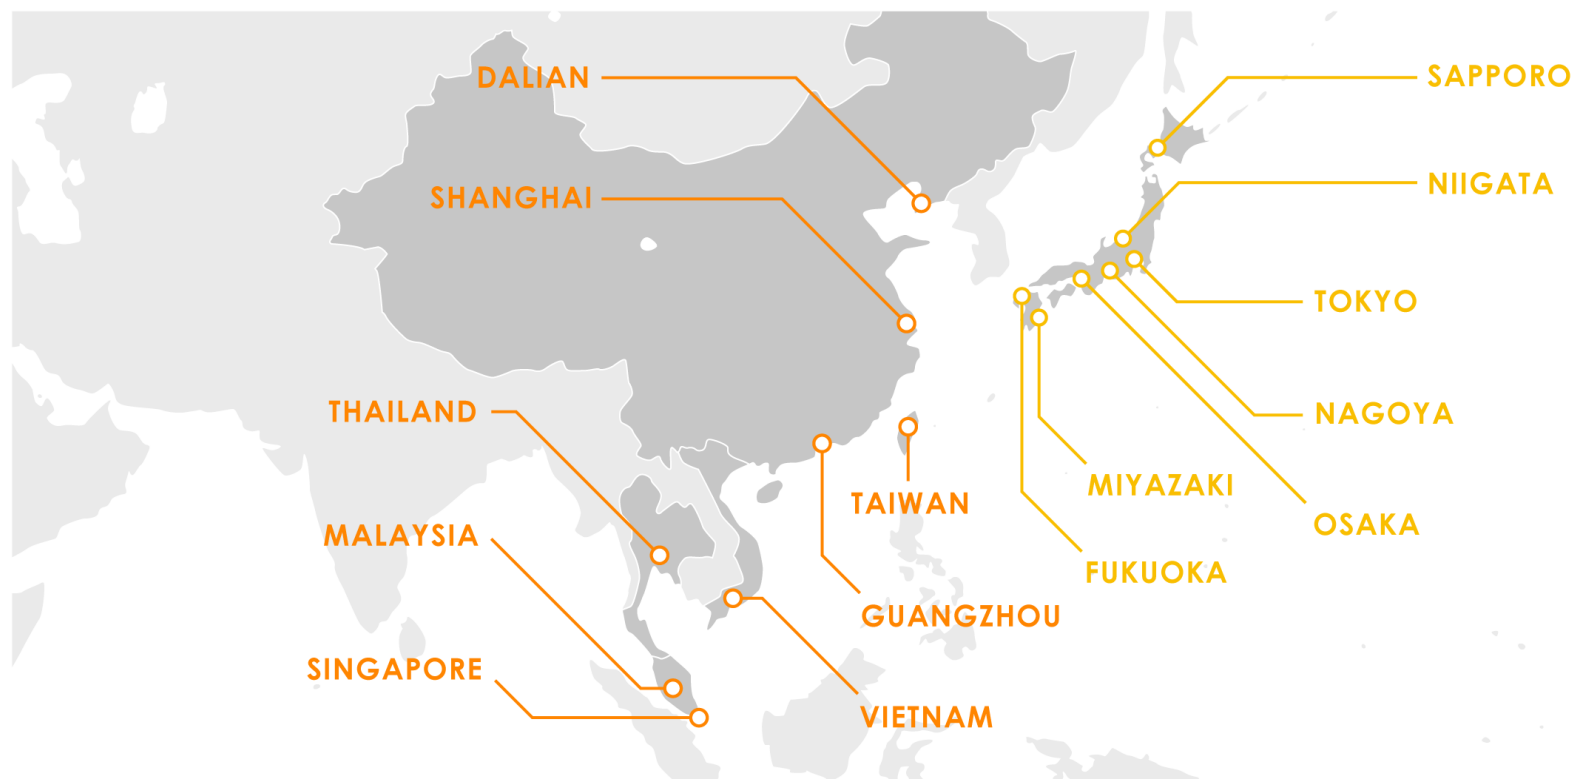 DALIAN
SAPPORO
SHANGHAI
NIIGATA
TOKYO
THAILAND
NAGOYA
MIYAZAKI
TAIWAN
OSAKA
MALAYSIA
FUKUOKA
GUANGZHOU
SINGAPORE
VIETNAM